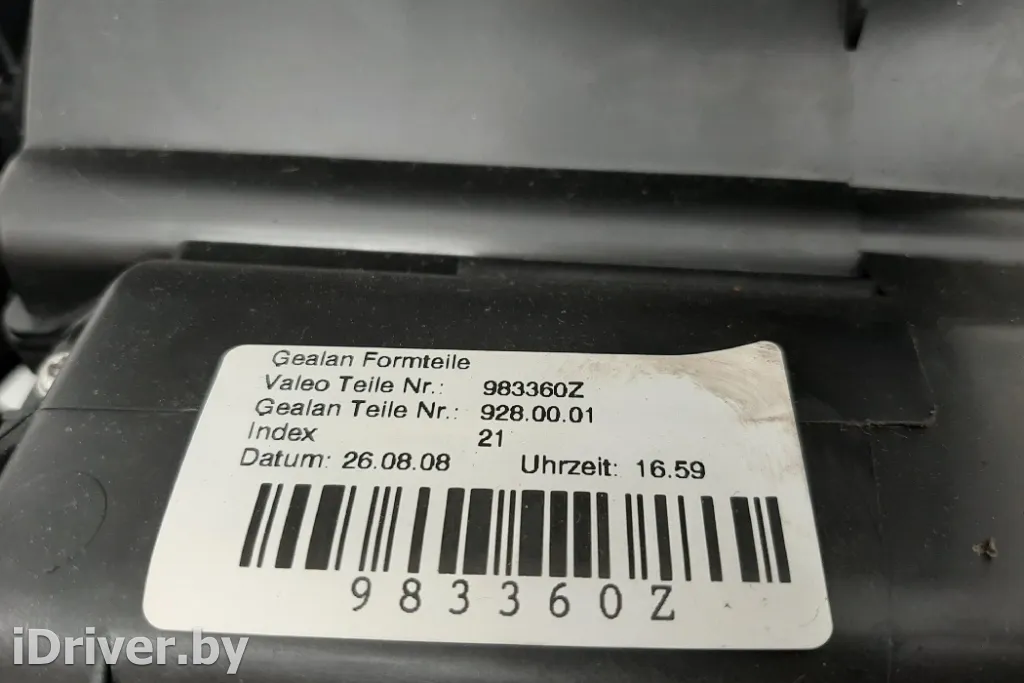 Gealan Formteile
Valeo Teile Nr.: 983360Z
Gealan Teile Nr.: 928.00.01
Index 21
Datum: 26.08.08 Uhrzeit: 16.59
983360Z
iDriver.by